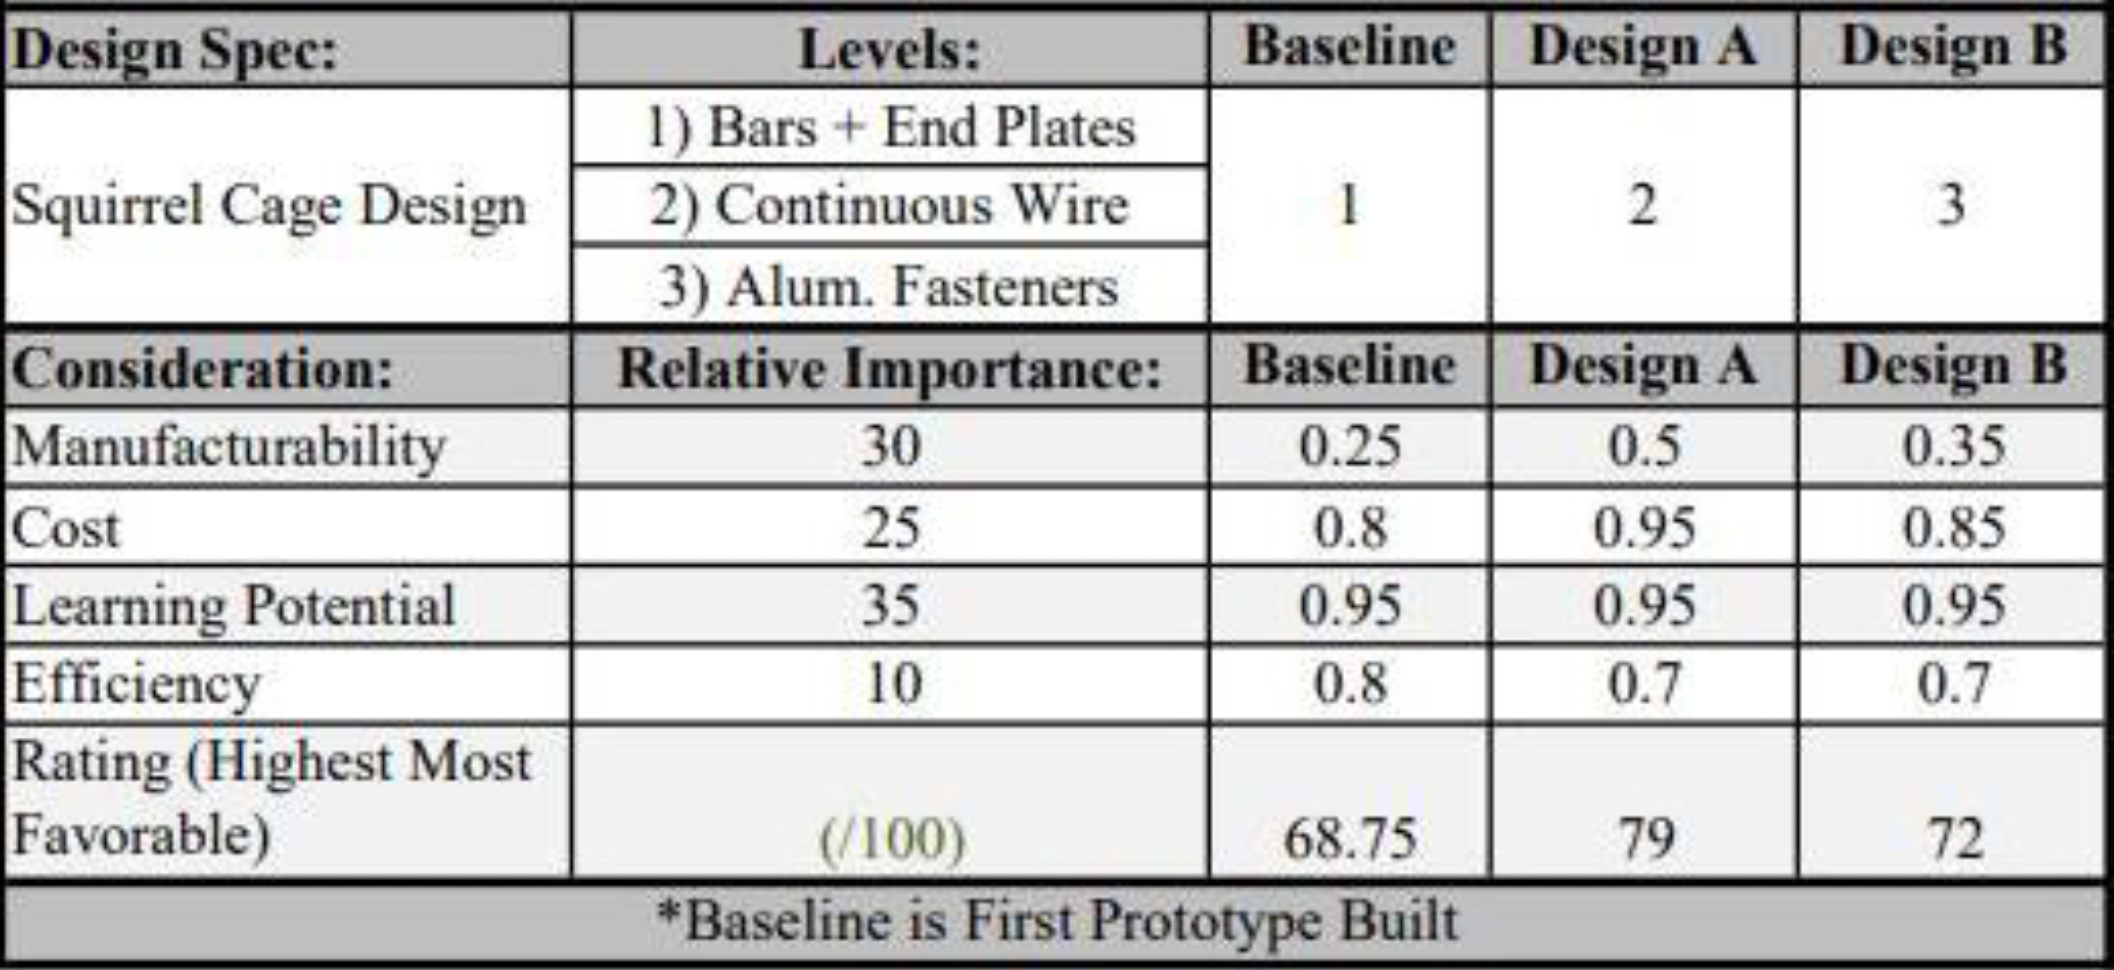 Design Spec: Levels: Baseline Design A Design B
1) Bars + End Plates
Squirrel Cage Design 2) Continuous Wire 1 2 3
3) Alum. Fasteners
Consideration: Relative Importance: Baseline Design A Design B
Manufacturability 30 0.25 0.5 0.35
Cost 25 0.8 0.95 0.85
Learning Potential 35 0.95 0.95 0.95
Efficiency 10 0.8 0.7 0.7
Rating (Highest Most
Favorable) (/100) 68.75 79 72
*Baseline is First Prototype Built